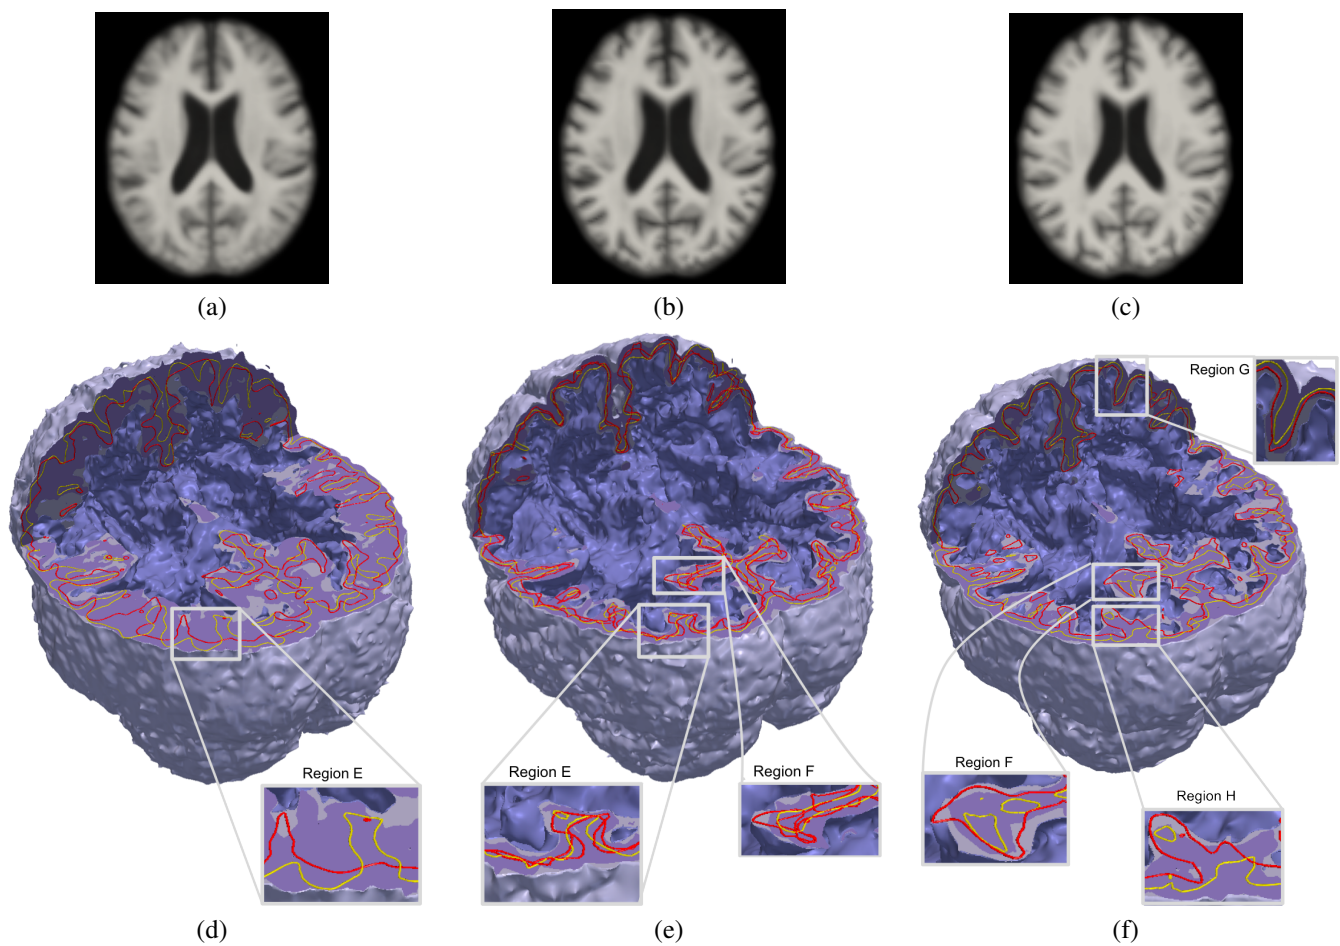 (a)
(b)
(c)
Region G
Region E
Region E
Region F
Region F
Region H
(d)
(e)
(f)